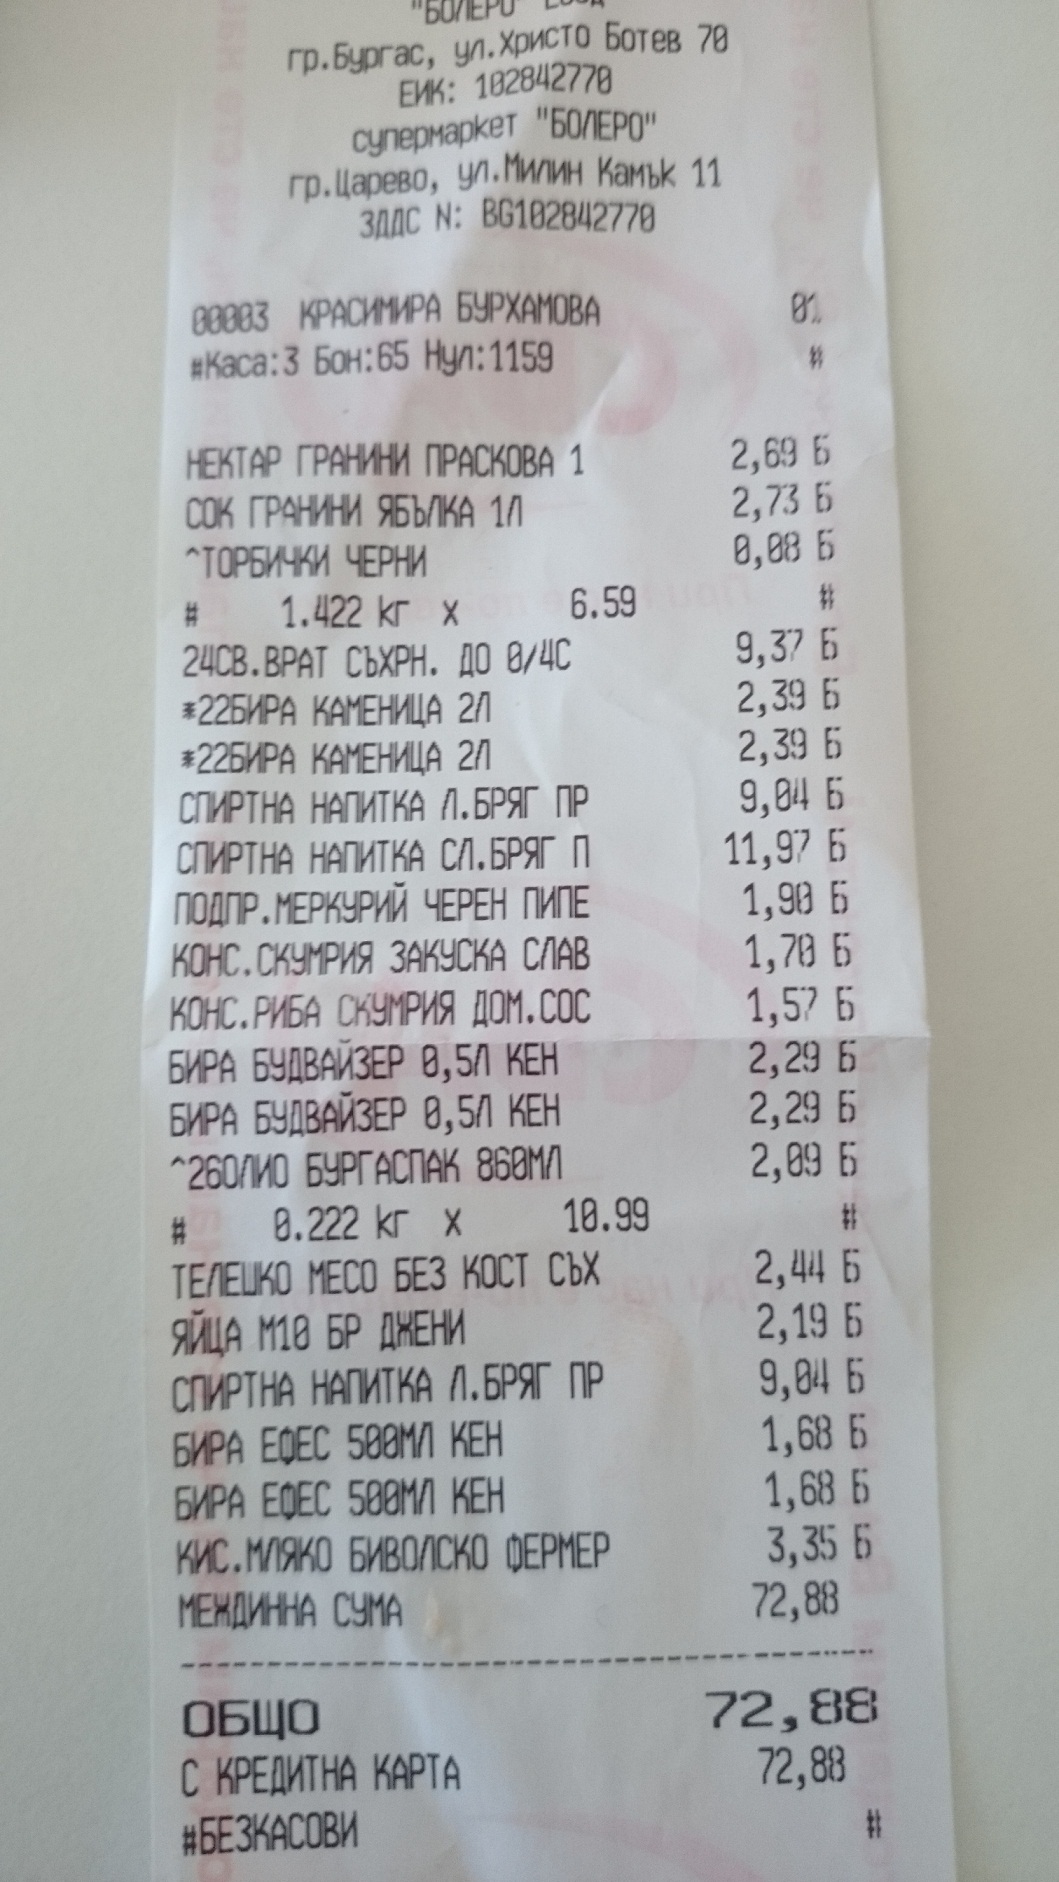 "БОЛЕРО" ЕООД
гр.Бургас, ул.Христо Ботев 70
ЕИК: 102842770
супермаркет "БОЛЕРО"
гр.Царево, ул.Милин Камък 11
ЗДДС N: BG102842770
00003 КРАСИМИРА БУРХАМОВА 01
#Каса:3 Бон:65 Нул:1159 #
НЕКТАР ГРАНИНИ ПРАСКОВА 1 2,69 Б
СОК ГРАНИНИ ЯБЪЛКА 1Л 2,73 Б
^ТОРБИЧКИ ЧЕРНИ 0,08 Б
# 1.422 кг x 6.59 #
24СВ.ВРАТ СЪХРН. ДО 0/4С 9,37 Б
*22БИРА КАМЕНИЦА 2Л 2,39 Б
*22БИРА КАМЕНИЦА 2Л 2,39 Б
СПИРТНА НАПИТКА Л.БРЯГ ПР 9,04 Б
СПИРТНА НАПИТКА СЛ.БРЯГ П 11,97 Б
ПОДПР.МЕРКУРИЙ ЧЕРЕН ПИПЕ 1,90 Б
КОНС.СКУМРИЯ ЗАКУСКА СЛАВ 1,70 Б
КОНС.РИБА СКУМРИЯ ДОМ.СОС 1,57 Б
БИРА БУДВАЙЗЕР 0,5Л КЕН 2,29 Б
БИРА БУДВАЙЗЕР 0,5Л КЕН 2,29 Б
^26ОЛИО БУРГАСПАК 860МЛ 2,09 Б
# 0.222 кг x 10.99 #
ТЕЛЕШКО МЕСО БЕЗ КОСТ СЪХ 2,44 Б
ЯЙЦА М10 БР ДЖЕНИ 2,19 Б
СПИРТНА НАПИТКА Л.БРЯГ ПР 9,04 Б
БИРА ЕФЕС 500МЛ КЕН 1,68 Б
БИРА ЕФЕС 500МЛ КЕН 1,68 Б
КИС.МЛЯКО БИВОЛСКО ФЕРМЕР 3,35 Б
МЕЖДИННА СУМА 72,88
ОБЩО 72,88
С КРЕДИТНА КАРТА 72,88
#БЕЗКАСОВИ #